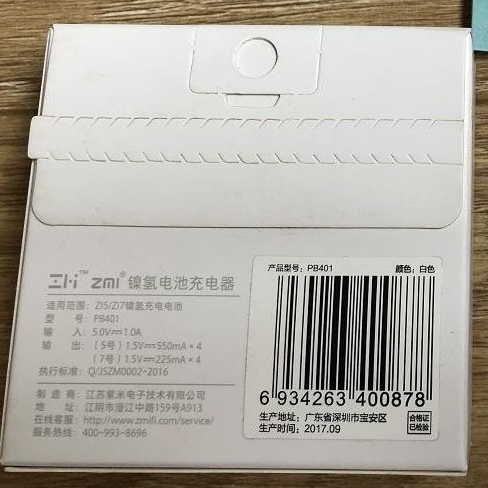 ZMI™ zmi® 镍氢电池充电器
适用范围: ZI5/ZI7镍氢充电电池
型 号: PB401
输 入: 5.0V⎓1.0A
输 出: (5号) 1.5V⎓550mA × 4
(7号) 1.5V⎓225mA × 4
执行标准: Q/JSZM0002-2016
制 造 商: 江苏紫米电子技术有限公司
地 址: 江阴市澄江中路159号A913
在线客服: http://www.zmifi.com/service/
服务热线: 400-993-8696
产品型号: PB401 颜色: 白色
6 934263 400878
生产地址: 广东省深圳市宝安区
生产时间: 2017.09
合格证
已检验